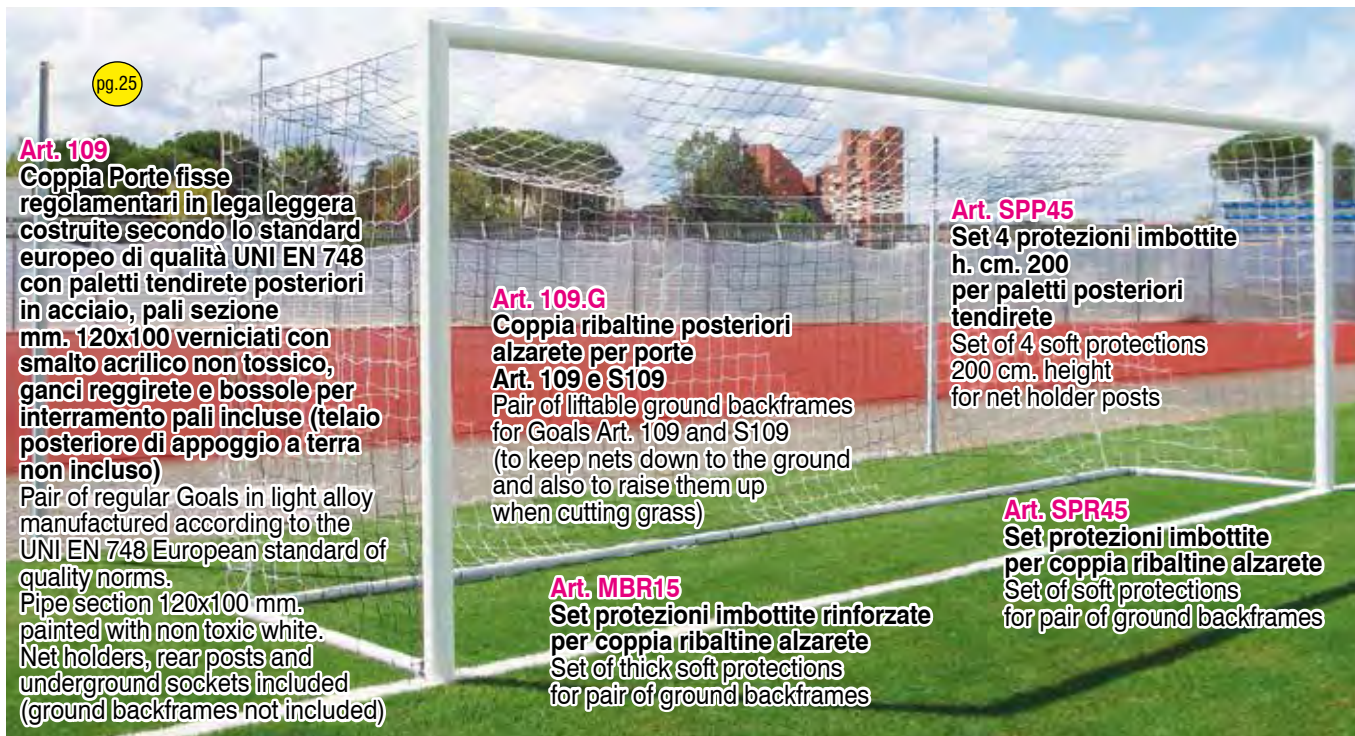 pg.25
Art. 109
Coppia Porte fisse
regolamentari in lega leggera
costruite secondo lo standard
europeo di qualità UNI EN 748
con paletti tendirete posteriori
in acciaio, pali sezione
mm. 120x100 verniciati con
smalto acrilico non tossico,
ganci reggirete e bossole per
interramento pali incluse (telaio
posteriore di appoggio a terra
non incluso)
Pair of regular Goals in light alloy
manufactured according to the
UNI EN 748 European standard of
quality norms.
Pipe section 120x100 mm.
painted with non toxic white.
Net holders, rear posts and
underground sockets included
(ground backframes not included)
Art. 109.G
Coppia ribaltine posteriori
alzarete per porte
Art. 109 e S109
Pair of liftable ground backframes
for Goals Art. 109 and S109
(to keep nets down to the ground
and also to raise them up
when cutting grass)
Art. MBR15
Set protezioni imbottite rinforzate
per coppia ribaltine alzarete
Set of thick soft protections
for pair of ground backframes
Art. SPP45
Set 4 protezioni imbottite
h. cm. 200
per paletti posteriori
tendirete
Set of 4 soft protections
200 cm. height
for net holder posts
Art. SPR45
Set protezioni imbottite
per coppia ribaltine alzarete
Set of soft protections
for pair of ground backframes